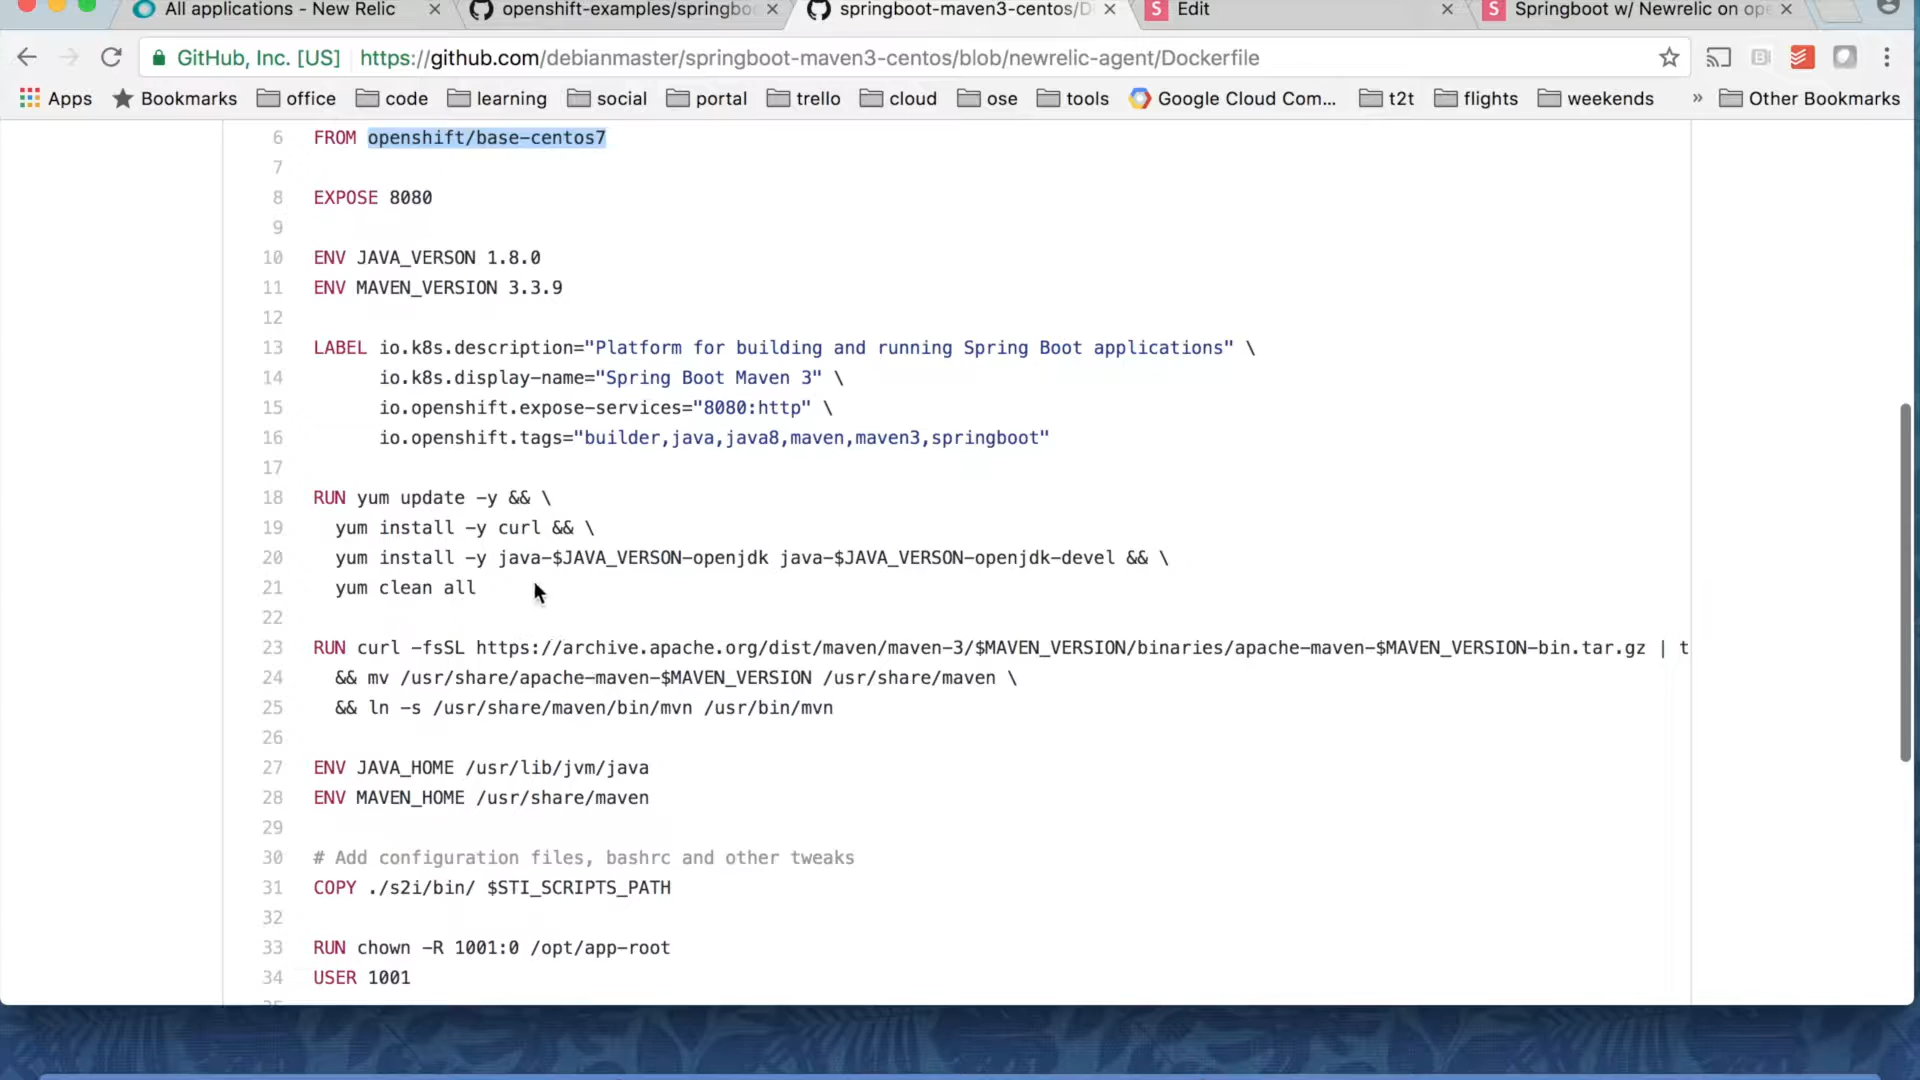 All applications - New Relic
openshift-examples/springbo
springboot-maven3-centos/D
Edit
Springboot w/ Newrelic on ope
GitHub, Inc. [US]
https://github.com/debianmaster/springboot-maven3-centos/blob/newrelic-agent/Dockerfile
Apps Bookmarks office code learning social portal trello cloud ose tools Google Cloud Com... t2t flights weekends » Other Bookmarks
6 FROM openshift/base-centos7
7
8 EXPOSE 8080
9
10 ENV JAVA_VERSON 1.8.0
11 ENV MAVEN_VERSION 3.3.9
12
13 LABEL io.k8s.description="Platform for building and running Spring Boot applications" \
14 io.k8s.display-name="Spring Boot Maven 3" \
15 io.openshift.expose-services="8080:http" \
16 io.openshift.tags="builder,java,java8,maven,maven3,springboot"
17
18 RUN yum update -y && \
19 yum install -y curl && \
20 yum install -y java-$JAVA_VERSON-openjdk java-$JAVA_VERSON-openjdk-devel && \
21 yum clean all
22
23 RUN curl -fsSL https://archive.apache.org/dist/maven/maven-3/$MAVEN_VERSION/binaries/apache-maven-$MAVEN_VERSION-bin.tar.gz | t
24 && mv /usr/share/apache-maven-$MAVEN_VERSION /usr/share/maven \
25 && ln -s /usr/share/maven/bin/mvn /usr/bin/mvn
26
27 ENV JAVA_HOME /usr/lib/jvm/java
28 ENV MAVEN_HOME /usr/share/maven
29
30 # Add configuration files, bashrc and other tweaks
31 COPY ./s2i/bin/ $STI_SCRIPTS_PATH
32
33 RUN chown -R 1001:0 /opt/app-root
34 USER 1001